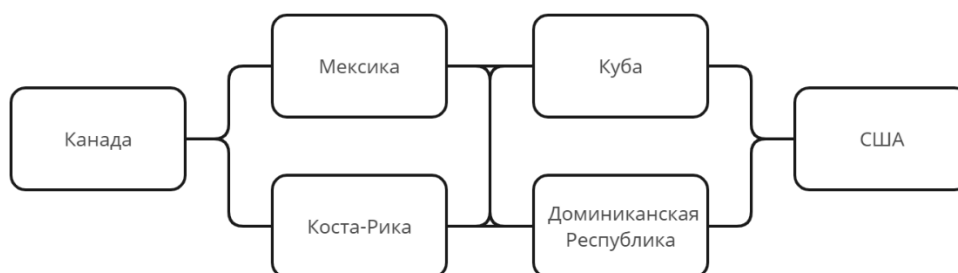 Мексика
Куба
Канада
США
Коста-Рика
Доминиканская
Республика